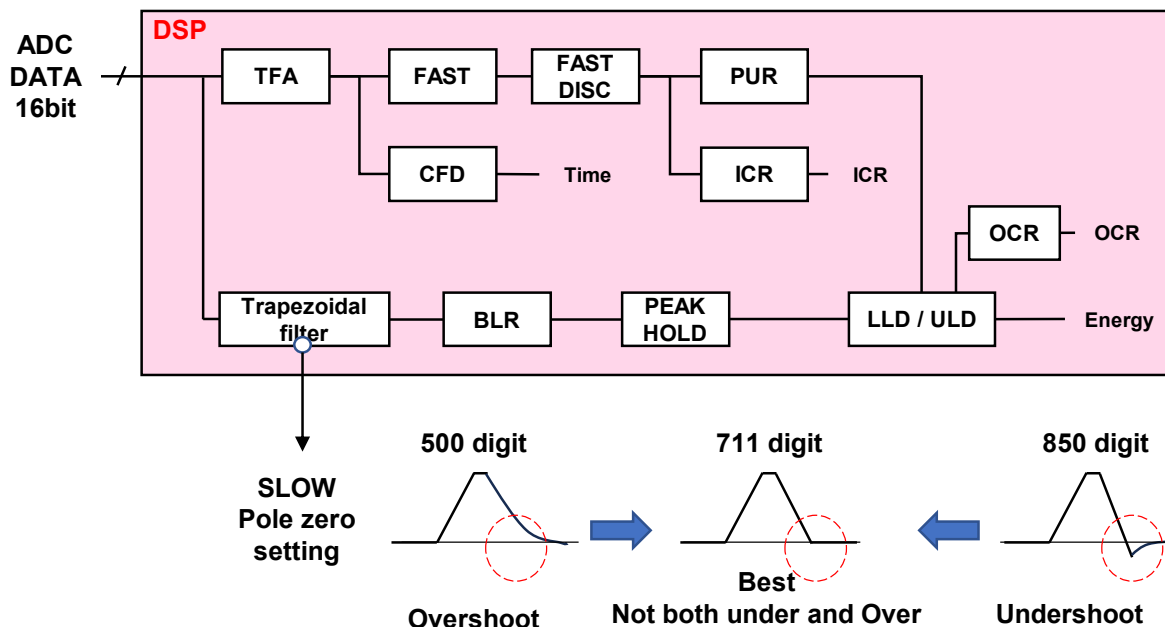 DSP
ADC
DATA
16bit
TFA
FAST
FAST
DISC
PUR
CFD
Time
ICR
ICR
OCR
OCR
Trapezoidal
filter
BLR
PEAK
HOLD
LLD / ULD
Energy
500 digit
711 digit
850 digit
SLOW
Pole zero
setting
Best
Not both under and Over
Overshoot
Undershoot